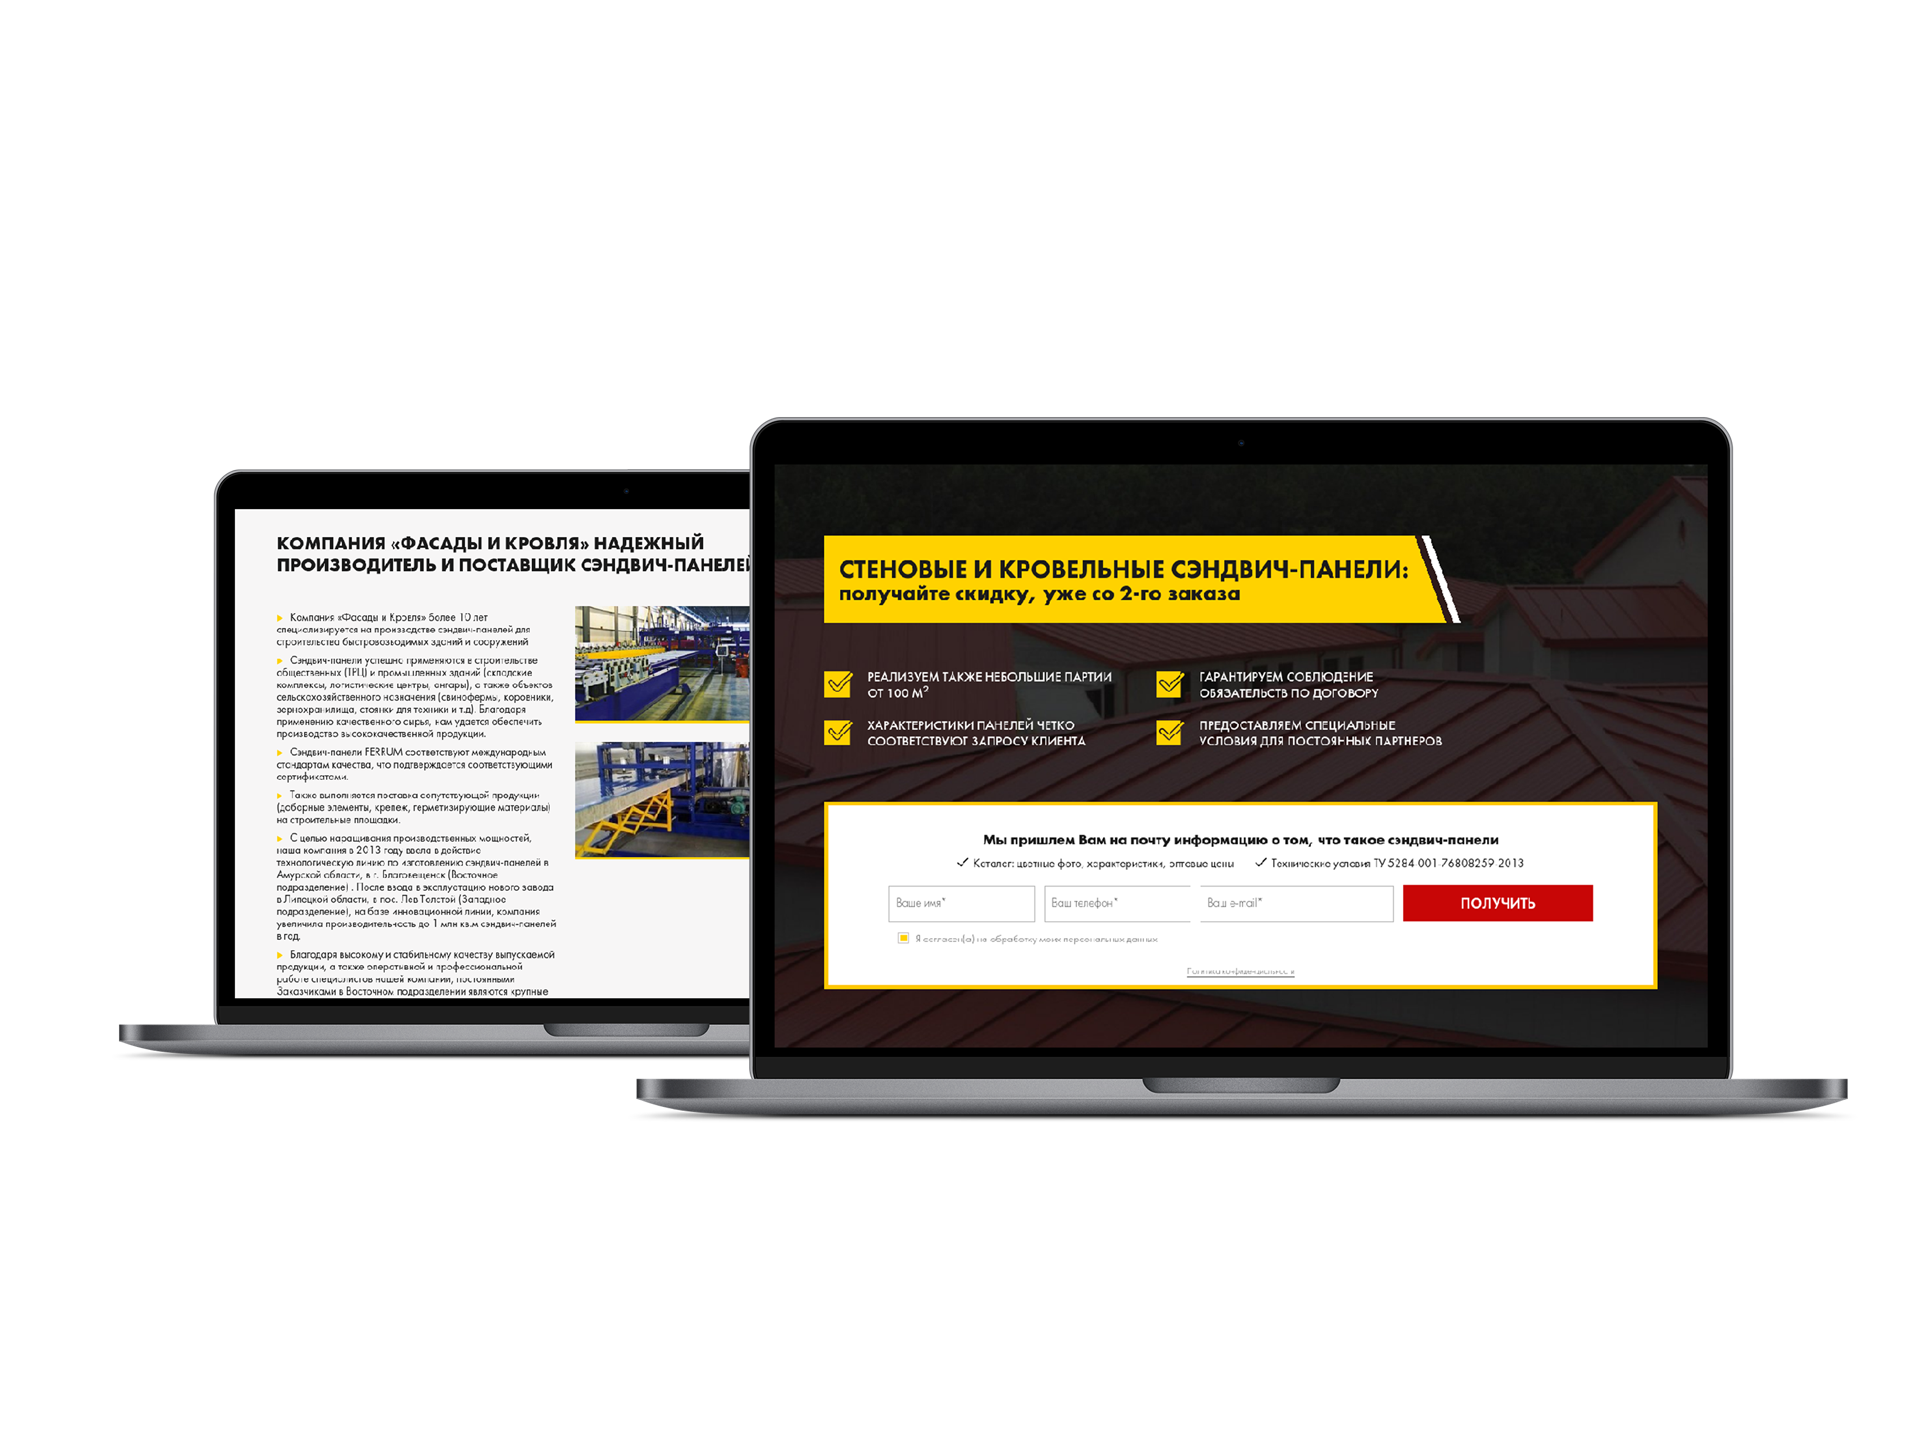 КОМПАНИЯ «ФАСАДЫ И КРОВЛЯ» НАДЕЖНЫЙ
ПРОИЗВОДИТЕЛЬ И ПОСТАВЩИК СЭНДВИЧ-ПАНЕЛЕЙ
Компания «Фасады и Кровля» более 10 лет
специализируется на производстве сэндвич-панелей для
строительства быстровозводимых зданий и сооружений
Сэндвич-панели успешно применяются в строительстве
общественных (ТРЦ) и промышленных зданий (складские
комплексы, логистические центры, ангары), а также объектов
сельскохозяйственного назначения (свинофермы, коровники,
зернохранилища, стоянки для техники и т.д). Благодаря
применению качественного сырья, нам удается обеспечить
производство высококачественной продукции.
Сэндвич-панели FERRUM соответствуют международным
стандартам качества, что подтверждается соответствующими
сертификатами.
Также выполняется поставка сопутствующей продукции
(доборные элементы, крепеж, герметизирующие материалы)
на строительные площадки.
С целью наращивания производственных мощностей,
наша компания в 2013 году ввела в действие
технологическую линию по изготовлению сэндвич-панелей в
Амурской области, в г. Благовещенск (Восточное
подразделение) . После ввода в эксплуатацию нового завода
в Липецкой области, в пос. Лев Толстой (Западное
подразделение), на базе инновационной линии, компания
увеличила производительность до 1 млн кв.м сэндвич-панелей
в год.
Благодаря высокому и стабильному качеству выпускаемой
продукции, а также оперативной и профессиональной
работе специалистов нашей компании, постоянными
Заказчиками в Восточном подразделении являются крупные
СТЕНОВЫЕ И КРОВЕЛЬНЫЕ СЭНДВИЧ-ПАНЕЛИ:
получайте скидку, уже со 2-го заказа
РЕАЛИЗУЕМ ТАКЖЕ НЕБОЛЬШИЕ ПАРТИИ
ОТ 100 М²
ГАРАНТИРУЕМ СОБЛЮДЕНИЕ
ОБЯЗАТЕЛЬСТВ ПО ДОГОВОРУ
ХАРАКТЕРИСТИКИ ПАНЕЛЕЙ ЧЕТКО
СООТВЕТСТВУЮТ ЗАПРОСУ КЛИЕНТА
ПРЕДОСТАВЛЯЕМ СПЕЦИАЛЬНЫЕ
УСЛОВИЯ ДЛЯ ПОСТОЯННЫХ ПАРТНЕРОВ
Мы пришлем Вам на почту информацию о том, что такое сэндвич-панели
Каталог: цветные фото, характеристики, оптовые цены
Технические условия ТУ 5284-001-76808259-2013
Ваше имя*
Ваш телефон*
Ваш e-mail*
ПОЛУЧИТЬ
Я согласен(а) на обработку моих персональных данных
Политика конфиденциальности